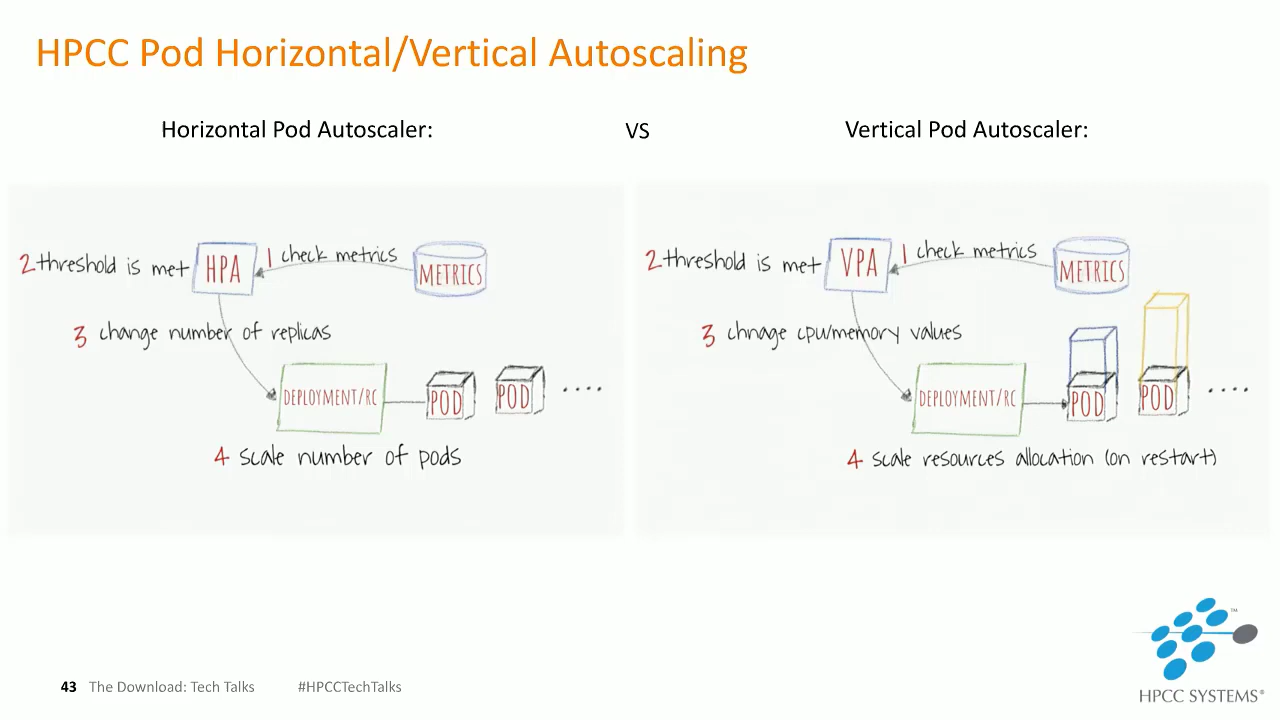 HPCC Pod Horizontal/Vertical Autoscaling
Horizontal Pod Autoscaler:
VS
Vertical Pod Autoscaler:
2 threshold is met
HPA
1 check metrics
METRICS
3 change number of replicas
DEPLOYMENT/RC
POD
POD
....
4 scale number of pods
2 threshold is met
VPA
1 check metrics
METRICS
3 chnage cpu/memory values
DEPLOYMENT/RC
POD
POD
....
4 scale resources allocation (on restart)
43 The Download: Tech Talks #HPCCTechTalks
™
HPCC SYSTEMS®